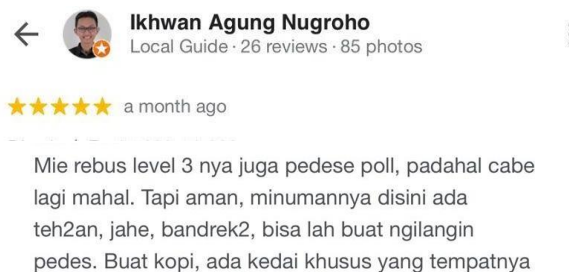 Ikhwan Agung Nugroho
Local Guide · 26 reviews · 85 photos
a month ago
Mie rebus level 3 nya juga pedese poll, padahal cabe
lagi mahal. Tapi aman, minumannya disini ada
teh2an, jahe, bandrek2, bisa lah buat ngilangin
pedes. Buat kopi, ada kedai khusus yang tempatnya